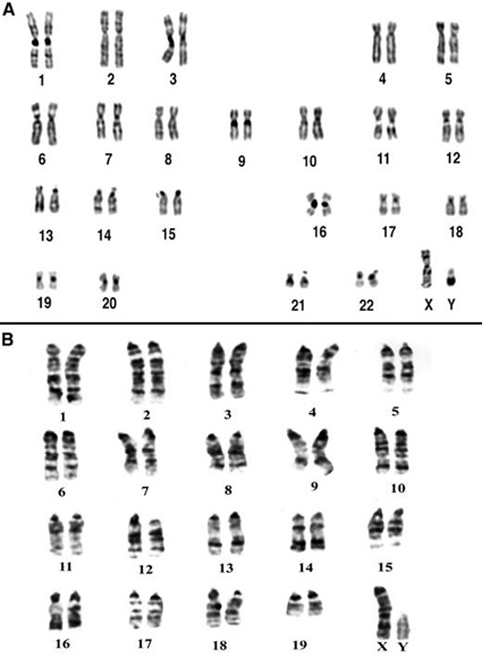 A
1 2 3 4 5
6 7 8 9 10 11 12
13 14 15 16 17 18
19 20 21 22 X Y
B
1 2 3 4 5
6 7 8 9 10
11 12 13 14 15
16 17 18 19 X Y